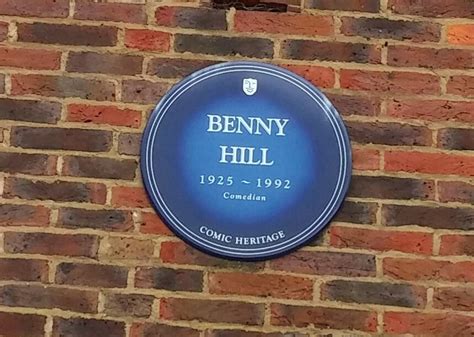 BENNY
HILL
1925 ~ 1992
Comedian
COMIC HERITAGE